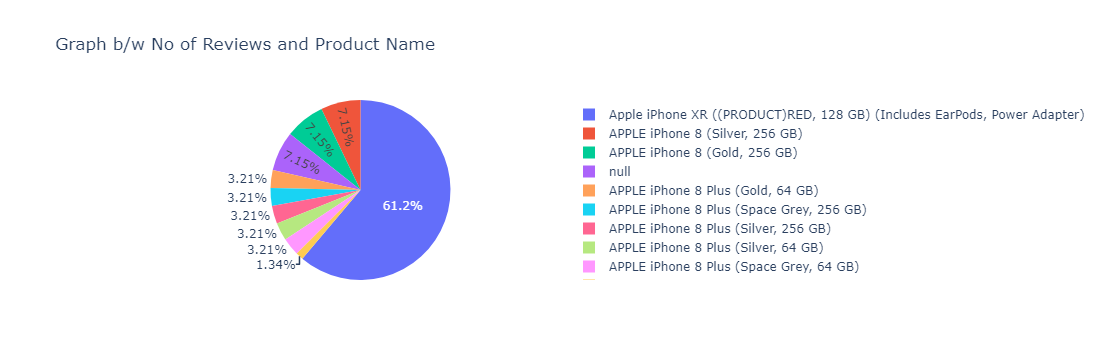 Graph b/w No of Reviews and Product Name
Apple iPhone XR ((PRODUCT)RED, 128 GB) (Includes EarPods, Power Adapter)
APPLE iPhone 8 (Silver, 256 GB)
APPLE iPhone 8 (Gold, 256 GB)
null
APPLE iPhone 8 Plus (Gold, 64 GB)
APPLE iPhone 8 Plus (Space Grey, 256 GB)
APPLE iPhone 8 Plus (Silver, 256 GB)
APPLE iPhone 8 Plus (Silver, 64 GB)
APPLE iPhone 8 Plus (Space Grey, 64 GB)
61.2%
7.15%
7.15%
7.15%
3.21%
3.21%
3.21%
3.21%
3.21%
1.34%